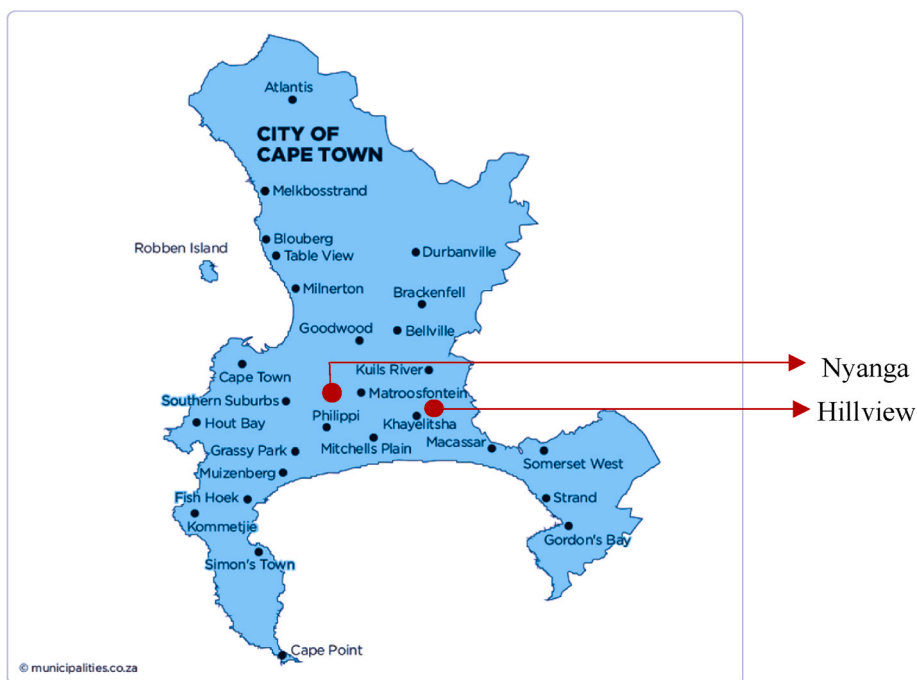 Atlantis
CITY OF
CAPE TOWN
Melkbosstrand
Blouberg
Robben Island
Table View
Durbanville
Milnerton
Brackenfell
Goodwood
Bellville
Cape Town
Kuils River
Nyanga
Southern Suburbs
Matroosfontein
Hillview
Hout Bay
Philippi
Khayelitsha
Grassy Park
Mitchells Plain
Macassar
Somerset West
Muizenberg
Fish Hoek
Strand
Kommetjie
Gordon's Bay
Simon's Town
Cape Point
© municipalities.co.za